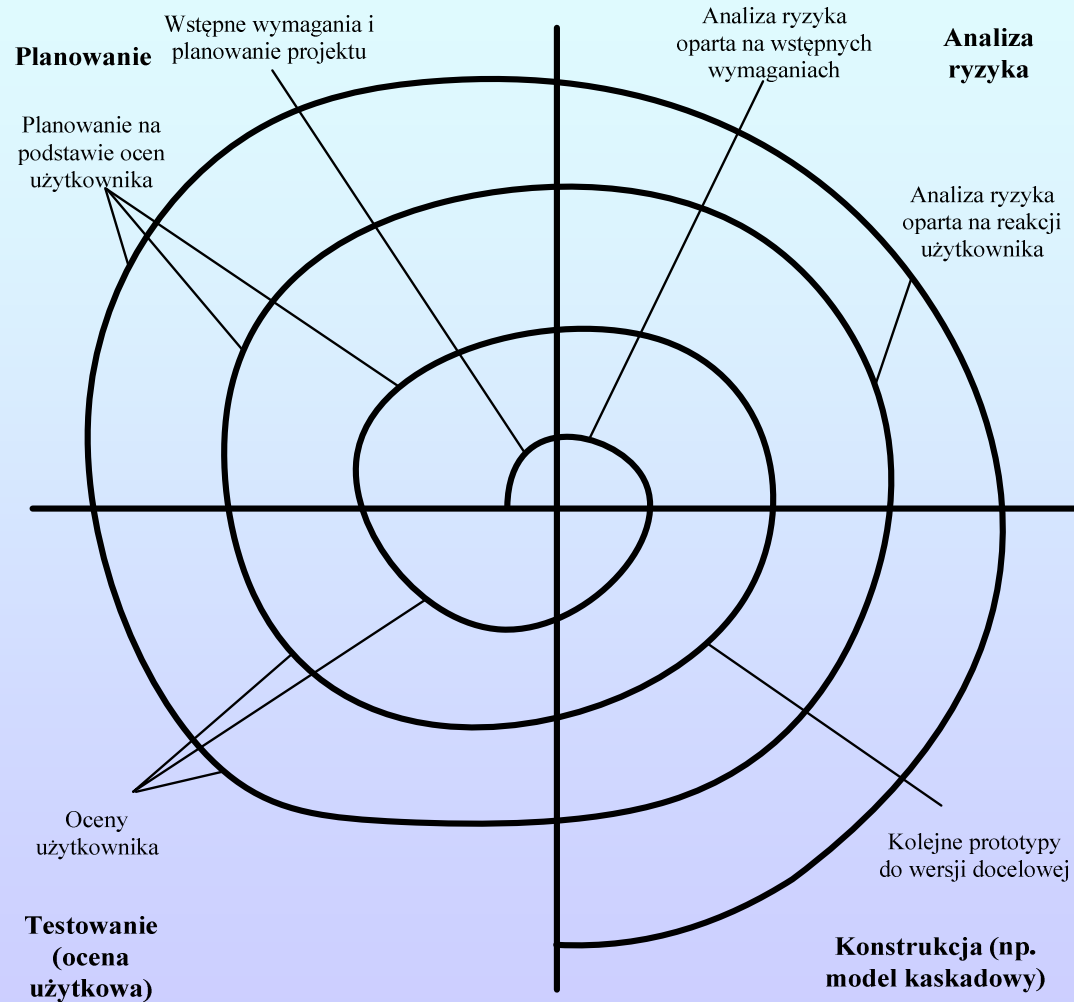 Planowanie
Wstępne wymagania i
planowanie projektu
Analiza ryzyka
oparta na wstępnych
wymaganiach
Analiza
ryzyka
Planowanie na
podstawie ocen
użytkownika
Analiza ryzyka
oparta na reakcji
użytkownika
Oceny
użytkownika
Kolejne prototypy
do wersji docelowej
Testowanie
(ocena
użytkowa)
Konstrukcja (np.
model kaskadowy)